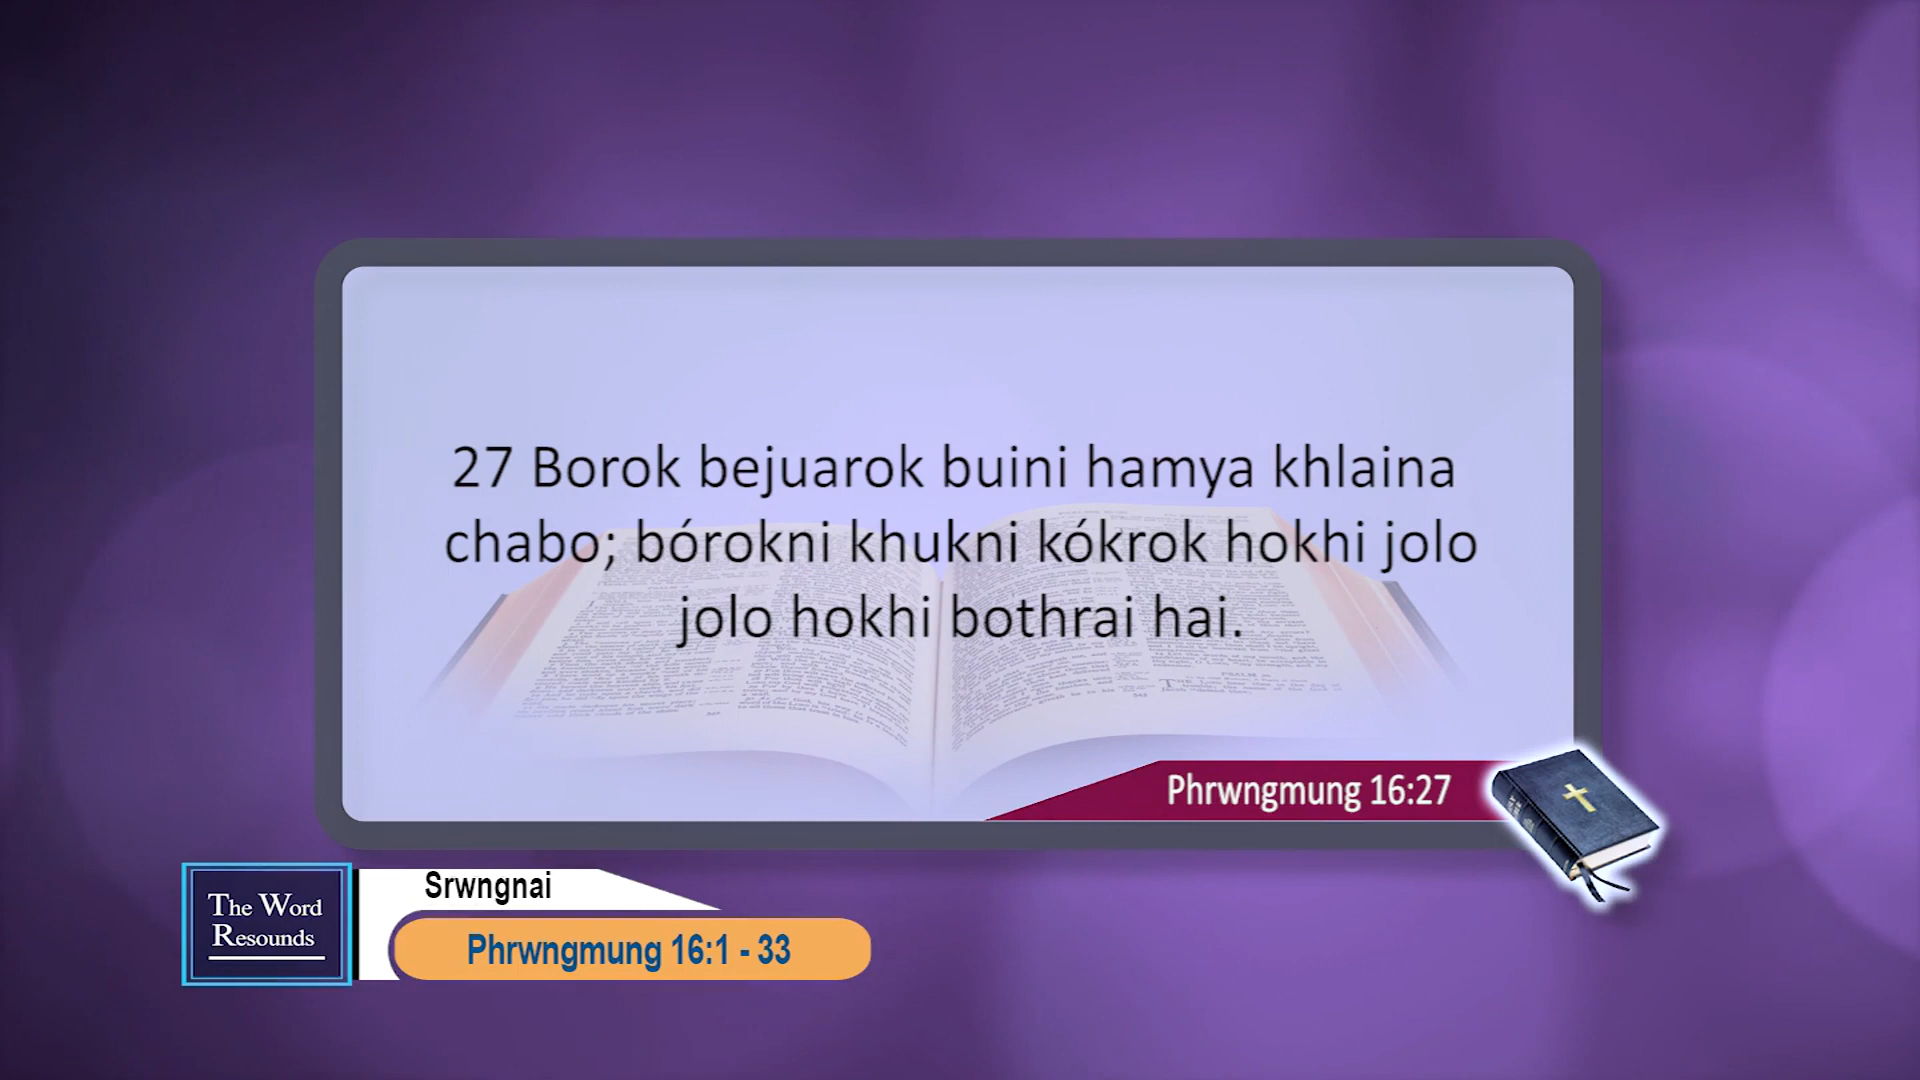 27 Borok bejuarok buini hamya khlaina
chabo; bórokni khukni kókrok hokhi jolo
jolo hokhi bothrai hai.
Phrwngmung 16:27
The Word
Resounds
Srwngnai
Phrwngmung 16:1 - 33